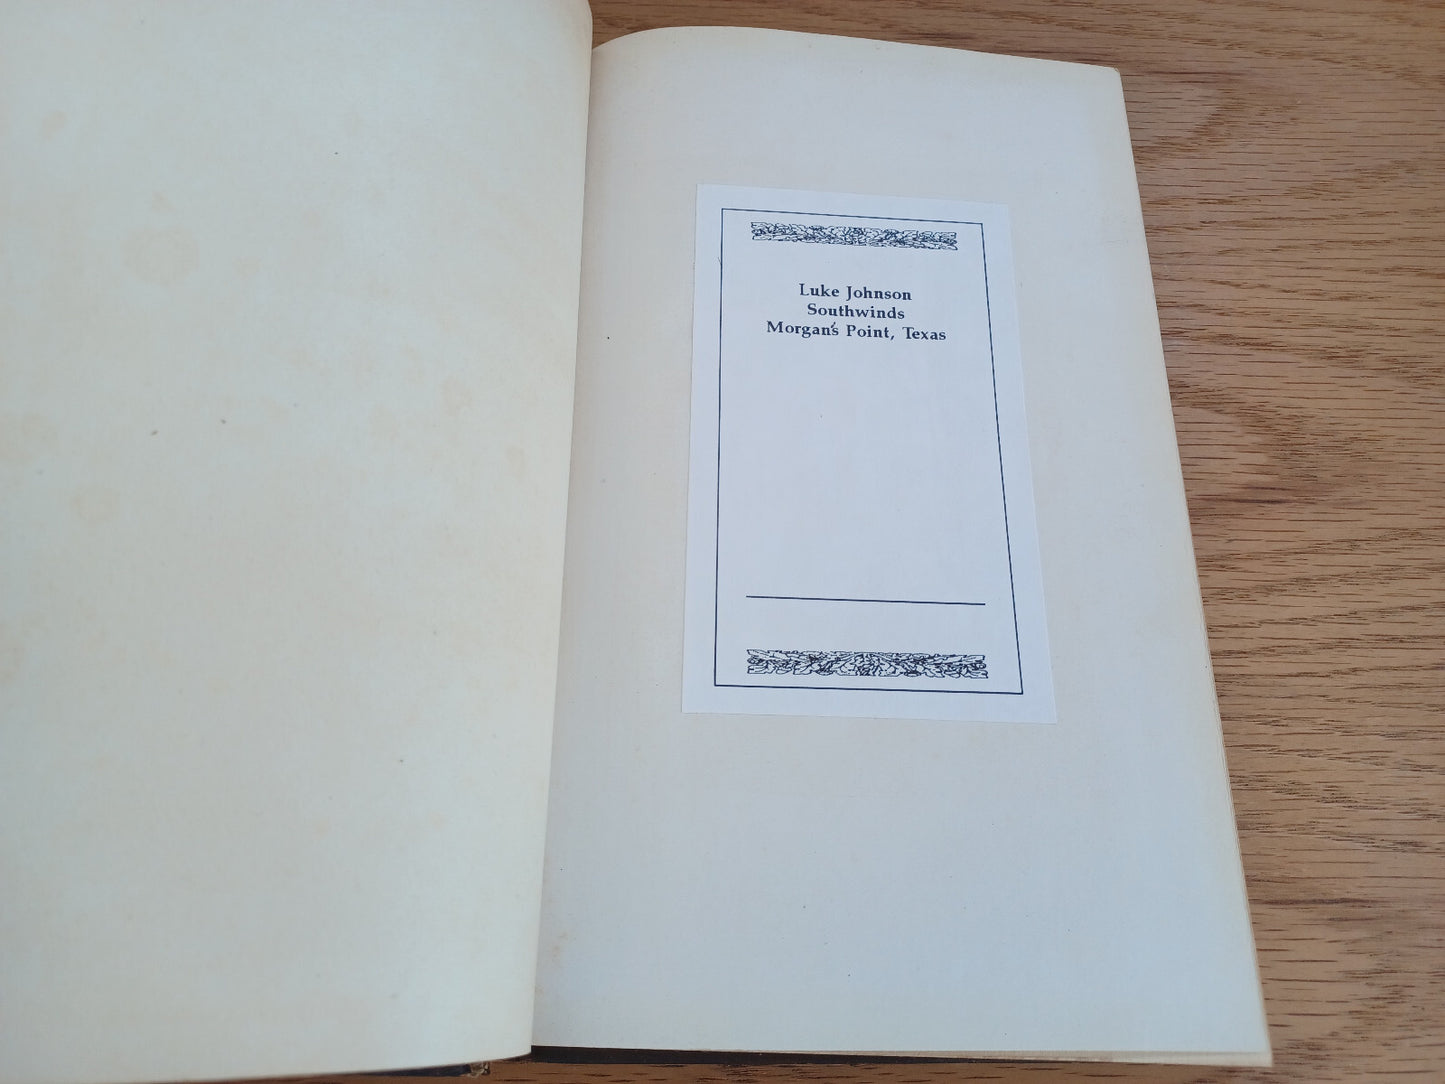 Luke Johnson
Southwinds
Morgan's Point, Texas